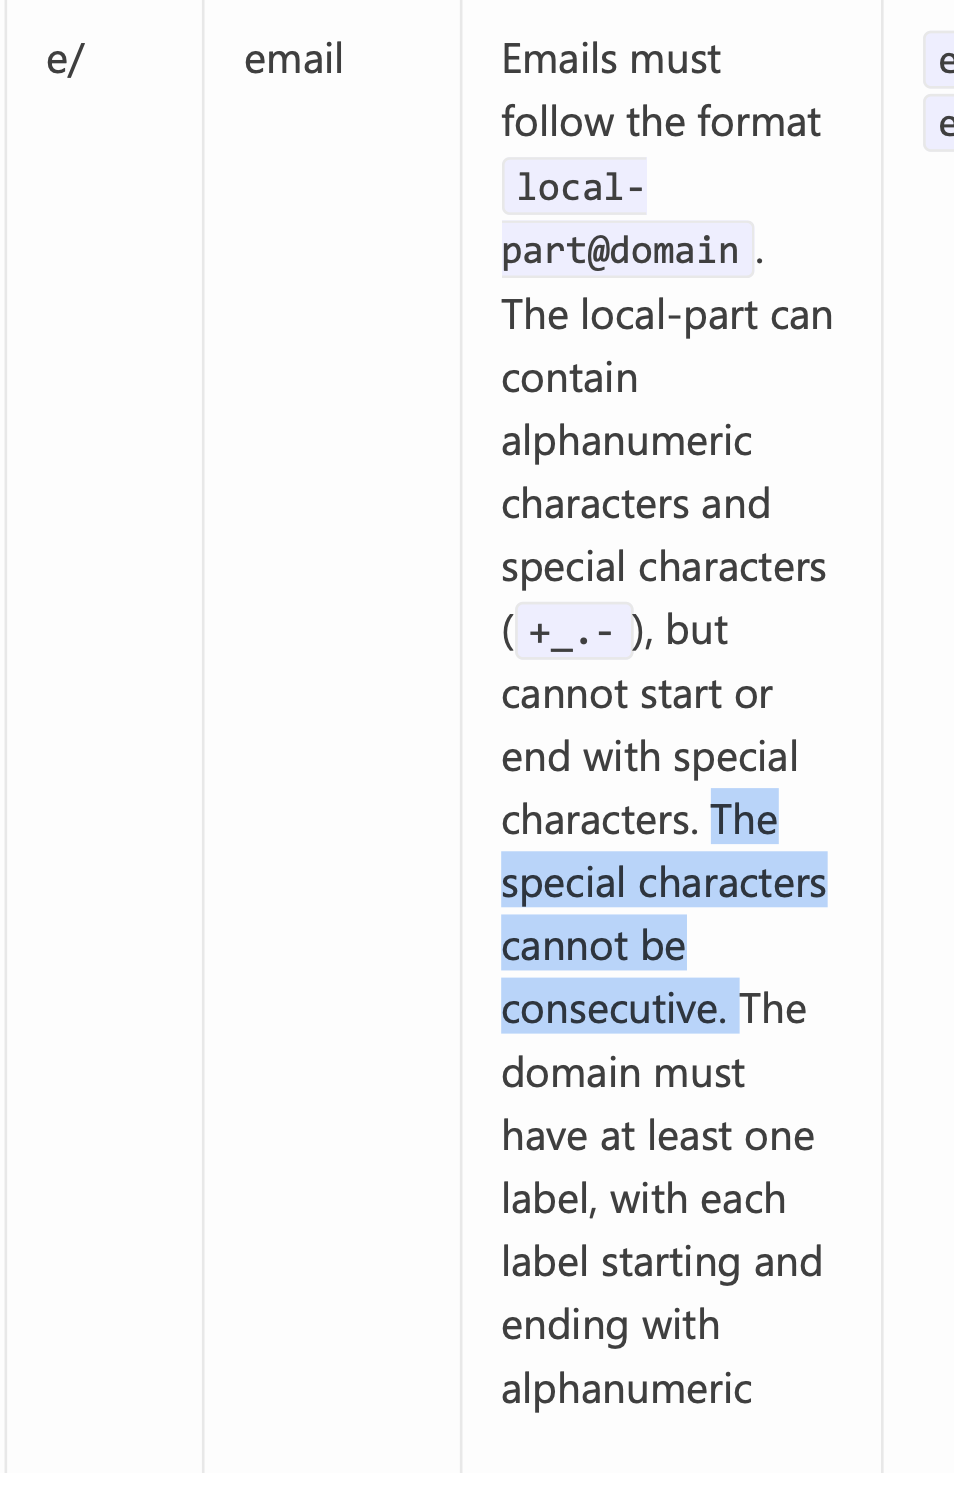 e/
email
Emails must
follow the format
local-
part@domain.
The local-part can
contain
alphanumeric
characters and
special characters
(+_.-), but
cannot start or
end with special
characters. The
special characters
cannot be
consecutive. The
domain must
have at least one
label, with each
label starting and
ending with
alphanumeric
e
e